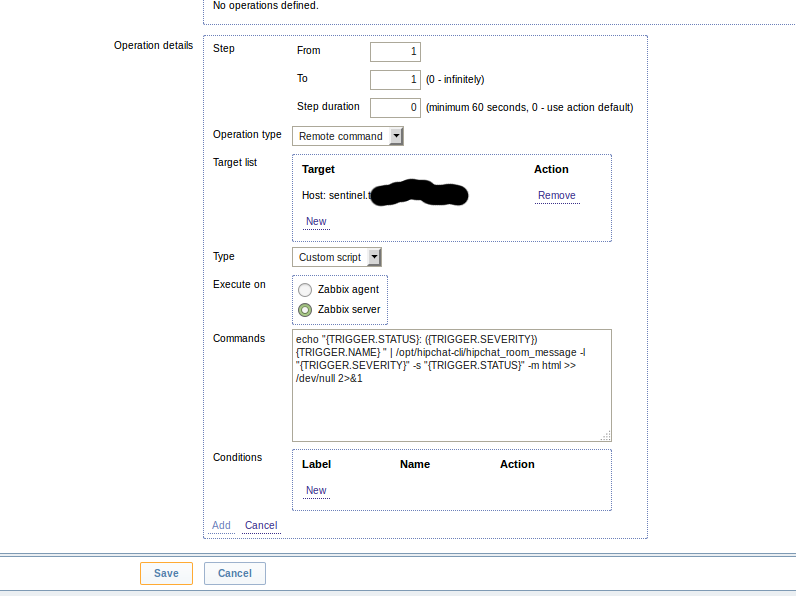 No operations defined.
Operation details
Step
From 1
To 1 (0 - infinitely)
Step duration 0 (minimum 60 seconds, 0 - use action default)
Operation type Remote command
Target list
Target Action
Host: sentinel.t Remove
New
Type Custom script
Execute on
Zabbix agent
Zabbix server
Commands
echo "{TRIGGER.STATUS}: ({TRIGGER.SEVERITY})
{TRIGGER.NAME} " | /opt/hipchat-cli/hipchat_room_message -l
"{TRIGGER.SEVERITY}" -s "{TRIGGER.STATUS}" -m html >>
/dev/null 2>&1
Conditions
Label Name Action
New
Add Cancel
Save Cancel